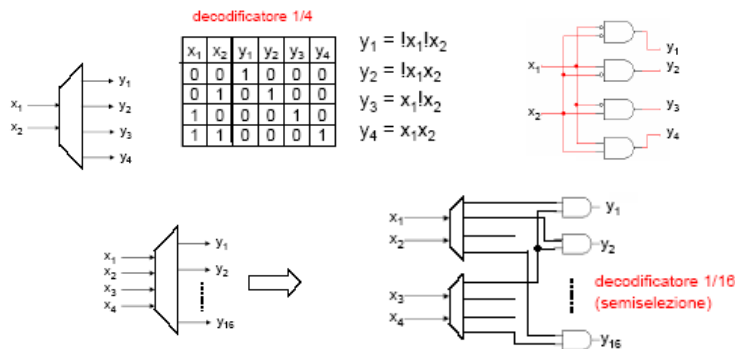 decodificatore 1/4
x1 x2 y1 y2 y3 y4
0 0 1 0 0 0
0 1 0 1 0 0
1 0 0 0 1 0
1 1 0 0 0 1
y1 = !x1!x2
y2 = !x1x2
y3 = x1!x2
y4 = x1x2
x1
x2
y1
y2
y3
y4
x1
x2
y1
y2
y3
y4
x1
x2
x3
x4
y1
y2
y16
x1
x2
x3
x4
y1
y2
y16
decodificatore 1/16
(semiselezione)